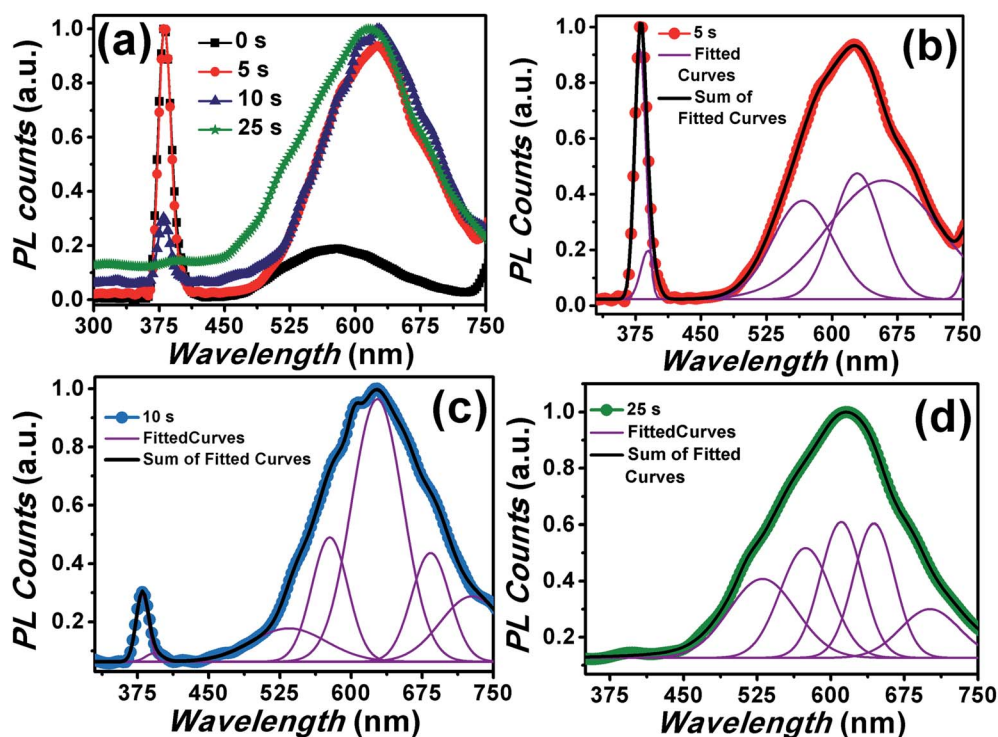 (a)
0 s
5 s
10 s
25 s
PL counts (a.u.)
1.0
0.8
0.6
0.4
0.2
0.0
300 375 450 525 600 675 750
Wavelength (nm)
(b)
5 s
Fitted
Curves
Sum of
Fitted Curves
PL Counts (a.u.)
1.0
0.8
0.6
0.4
0.2
0.0
375 450 525 600 675 750
Wavelength (nm)
(c)
10 s
FittedCurves
Sum of Fitted Curves
PL Counts (a.u.)
1.0
0.8
0.6
0.4
0.2
375 450 525 600 675 750
Wavelength (nm)
(d)
25 s
FittedCurves
Sum of Fitted
Curves
PL Counts (a.u.)
1.0
0.8
0.6
0.4
0.2
375 450 525 600 675 750
Wavelength (nm)